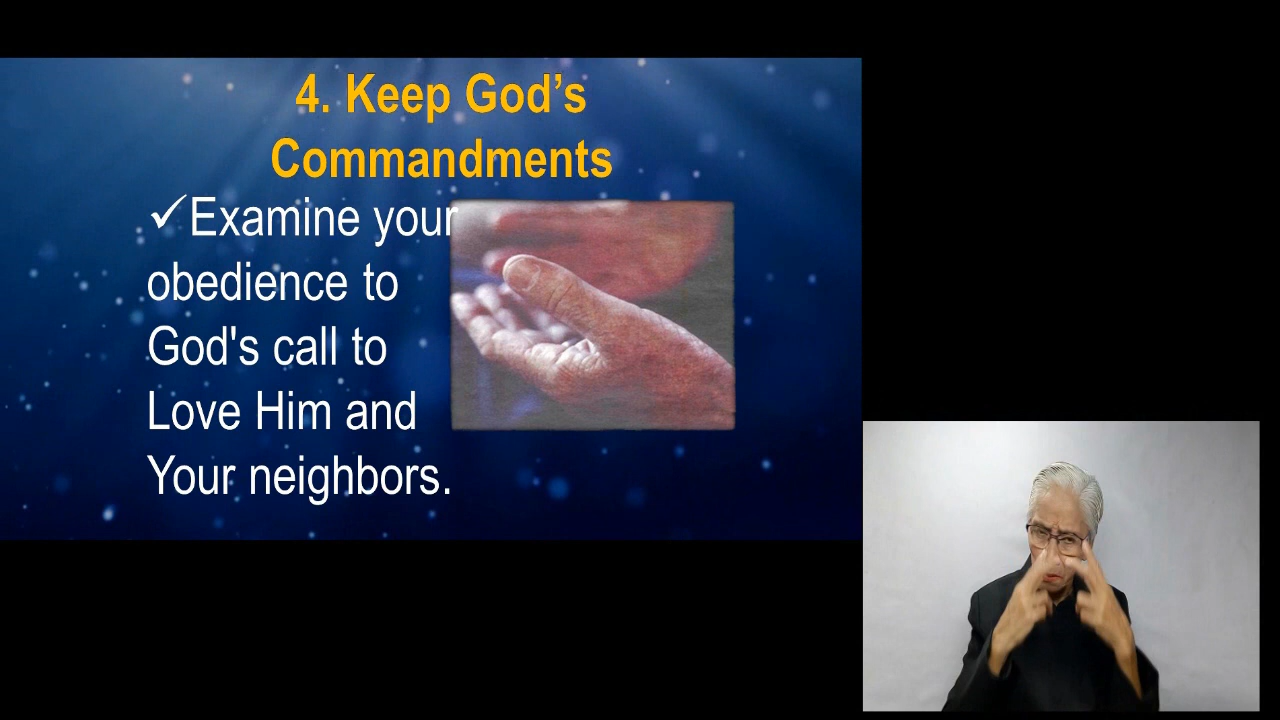 4. Keep God’s
Commandments
✓Examine your
obedience to
God's call to
Love Him and
Your neighbors.